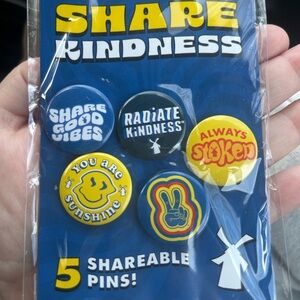 SHARE
KINDNESS
SHARE
GOOD
VIBES
RADiATE
KiNDNESS
ALWAYS
Stoked
YOU ARE
SUNSHINE
5 SHAREABLE
PINS!